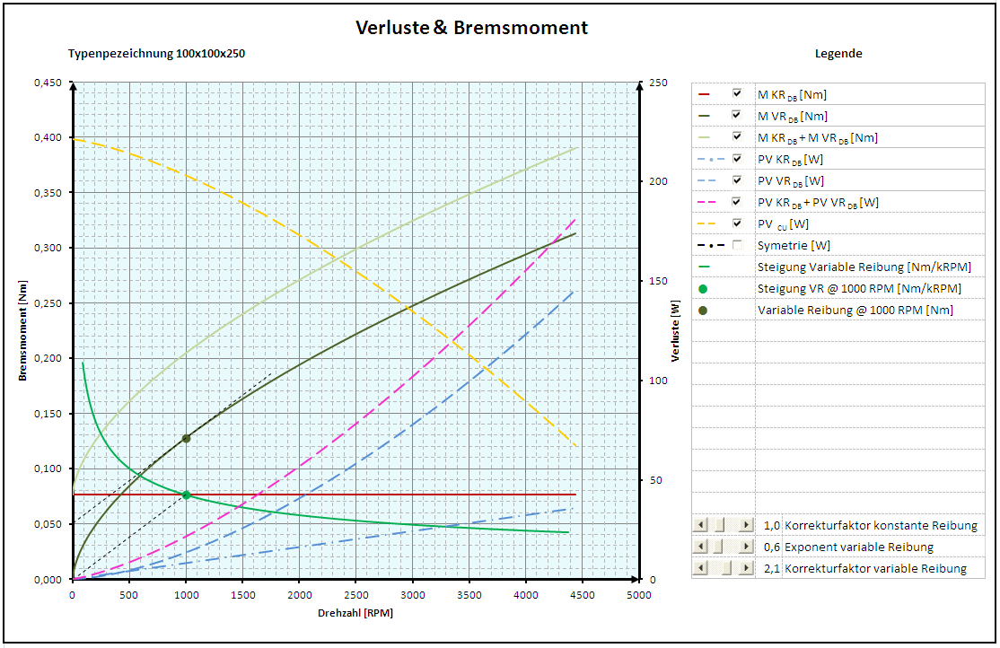 Verluste & Bremsmoment
Typenpezeichnung 100x100x250
Legende
0,450
0,400
0,350
0,300
0,250
0,200
0,150
0,100
0,050
0,000
Bremsmoment [Nm]
0
500
1000
1500
2000
2500
3000
3500
4000
4500
5000
Drehzahl [RPM]
250
200
150
100
50
0
Verluste [W]
M KR DB [Nm]
M VR DB [Nm]
M KR DB + M VR DB [Nm]
PV KR DB [W]
PV VR DB [W]
PV KR DB + PV VR DB [W]
PV CU [W]
Symetrie [W]
Steigung Variable Reibung [Nm/kRPM]
Steigung VR @ 1000 RPM [Nm/kRPM]
Variable Reibung @ 1000 RPM [Nm]
1,0 Korrekturfaktor konstante Reibung
0,6 Exponent variable Reibung
2,1 Korrekturfaktor variable Reibung